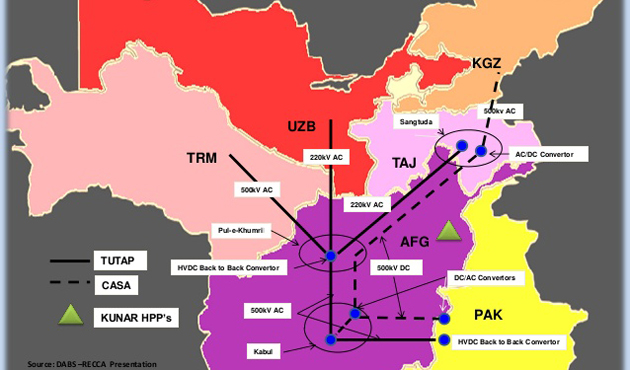 KGZ
500kv AC
Sangtuda
UZB
AC/DC Convertor
220kV AC
TRM
TAJ
500kV AC
220kV AC
Pul-e-Khumri
AFG
HVDC Back to Back Convertor
500kV DC
TUTAP
DC/AC Convertors
CASA
500kV AC
PAK
KUNAR HPP's
HVDC Back to Back Convertor
Kabul
Source: DABS –RECCA Presentation